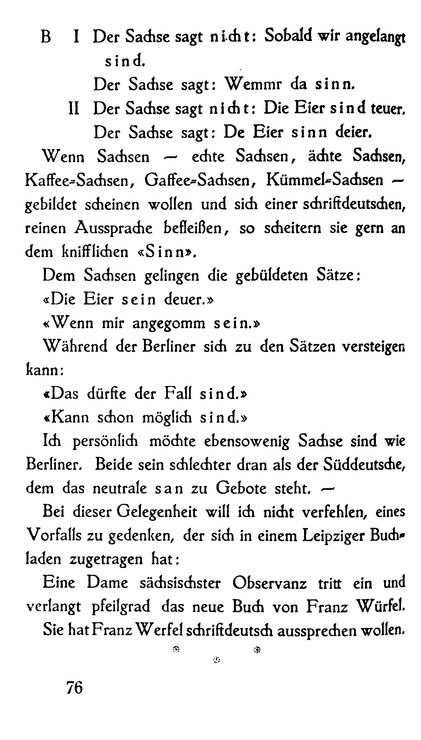 B I Der Sachse sagt nicht: Sobald wir angelangt
sind.
Der Sachse sagt: Wemmr da sinn.
II Der Sachse sagt nicht: Die Eier sind teuer.
Der Sachse sagt: De Eier sinn deier.
Wenn Sachsen — echte Sachsen, ächte Sachsen,
Kaffee-Sachsen, Gaffee-Sachsen, Kümmel-Sachsen —
gebildet scheinen wollen und sich einer schriftdeutschen,
reinen Aussprache befleißen, so scheitern sie gern an
dem knifflichen «Sinn».
Dem Sachsen gelingen die gebüldeten Sätze:
«Die Eier sein deuer.»
«Wenn mir angegomm sein.»
Während der Berliner sich zu den Sätzen versteigen
kann:
«Das dürfte der Fall sind.»
«Kann schon möglich sind.»
Ich persönlich möchte ebensowenig Sachse sind wie
Berliner. Beide sein schlechter dran als der Süddeutsche,
dem das neutrale san zu Gebote steht. —
Bei dieser Gelegenheit will ich nicht verfehlen, eines
Vorfalls zu gedenken, der sich in einem Leipziger Buch-
laden zugetragen hat:
Eine Dame sächsischster Observanz tritt ein und
verlangt pfeilgrad das neue Buch von Franz Würfel.
Sie hat Franz Werfel schriftdeutsch aussprechen wollen.
76